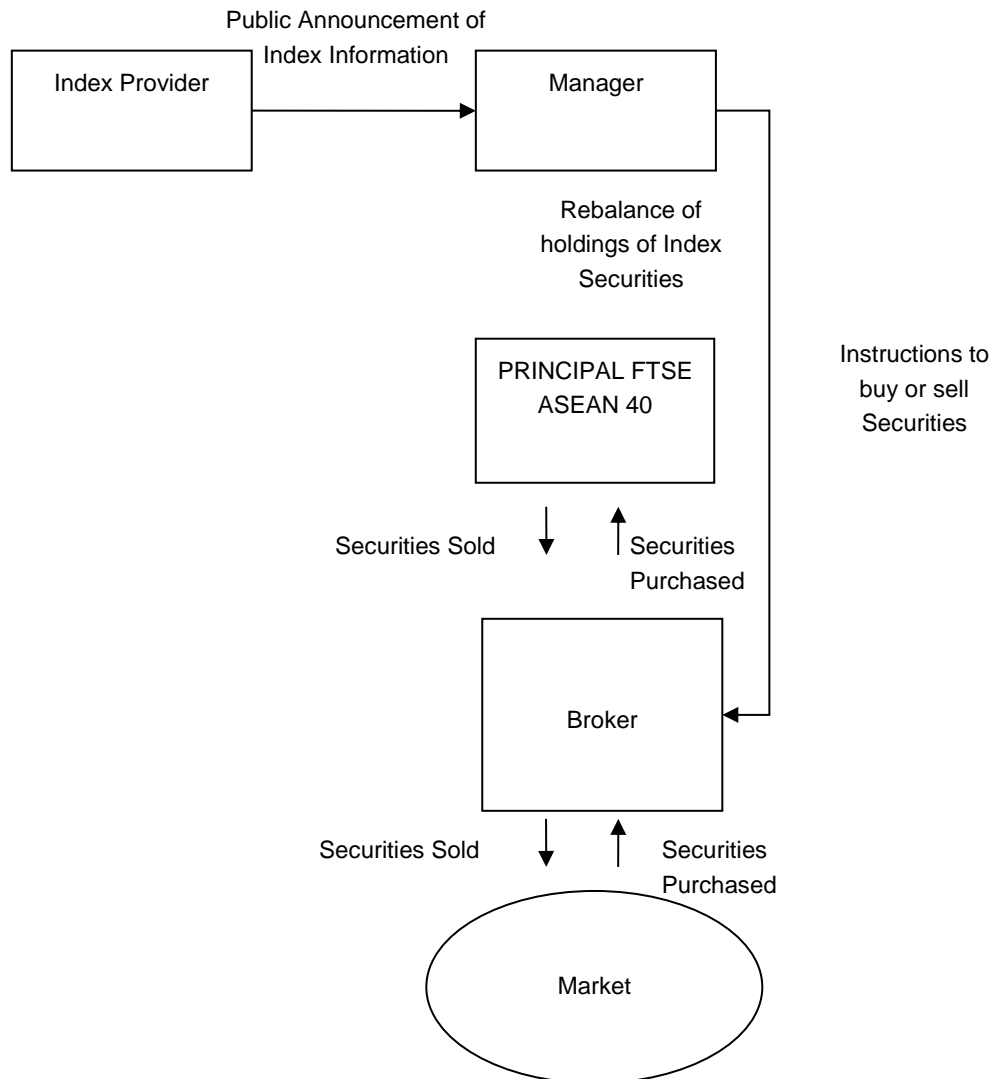 Public Announcement of
Index Information
Index Provider
Manager
Rebalance of
holdings of Index
Securities
PRINCIPAL FTSE
ASEAN 40
Instructions to
buy or sell
Securities
Securities Sold
Securities
Purchased
Broker
Securities Sold
Securities
Purchased
Market